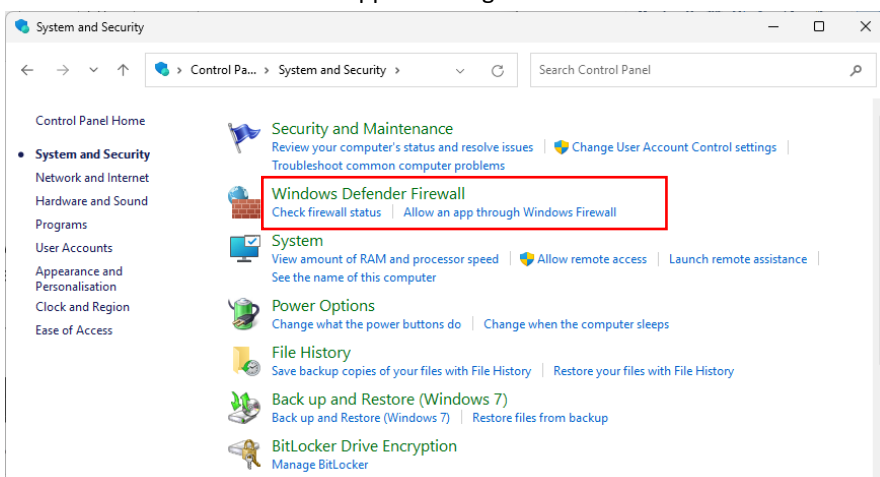 System and Security
Control Pa... > System and Security >
Search Control Panel
Control Panel Home
System and Security
Network and Internet
Hardware and Sound
Programs
User Accounts
Appearance and
Personalisation
Clock and Region
Ease of Access
Security and Maintenance
Review your computer's status and resolve issues
Change User Account Control settings
Troubleshoot common computer problems
Windows Defender Firewall
Check firewall status
Allow an app through Windows Firewall
System
View amount of RAM and processor speed
Allow remote access
Launch remote assistance
See the name of this computer
Power Options
Change what the power buttons do
Change when the computer sleeps
File History
Save backup copies of your files with File History
Restore your files with File History
Back up and Restore (Windows 7)
Back up and Restore (Windows 7)
Restore files from backup
BitLocker Drive Encryption
Manage BitLocker